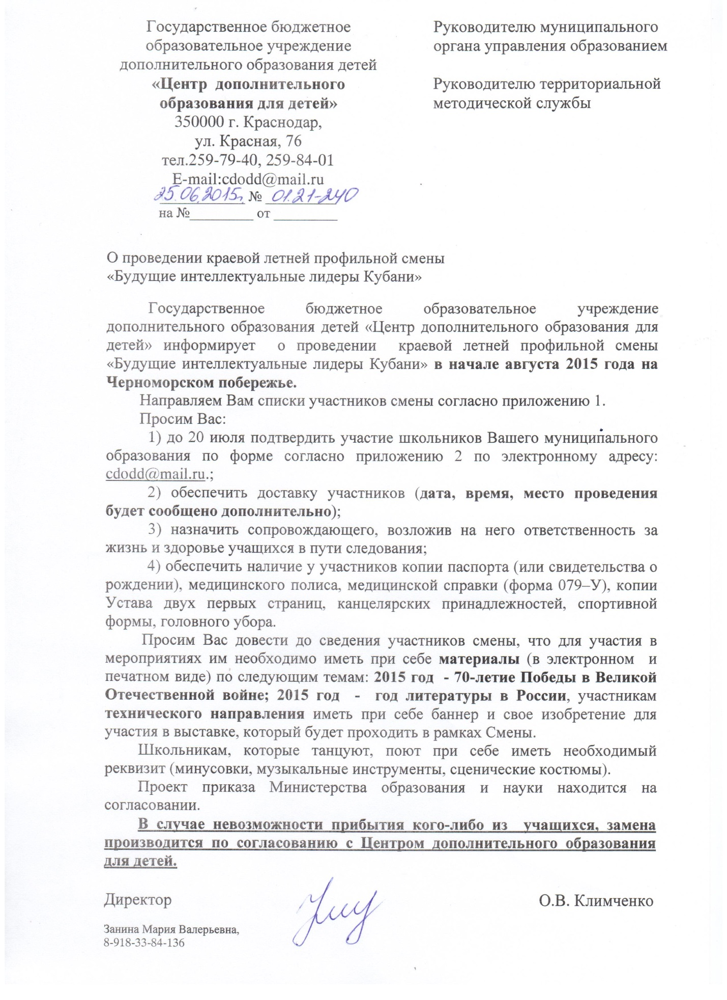 Государственное бюджетное
образовательное учреждение
дополнительного образования детей
«Центр дополнительного
образования для детей»
350000 г. Краснодар,
ул. Красная, 76
тел.259-79-40, 259-84-01
E-mail:cdodd@mail.ru
25.06.2015г. № 01.21-240
на №_________ от _________
Руководителю муниципального
органа управления образованием
Руководителю территориальной
методической службы
О проведении краевой летней профильной смены
«Будущие интеллектуальные лидеры Кубани»
Государственное бюджетное образовательное учреждение
дополнительного образования детей «Центр дополнительного образования для
детей» информирует о проведении краевой летней профильной смены
«Будущие интеллектуальные лидеры Кубани» в начале августа 2015 года на
Черноморском побережье.
Направляем Вам списки участников смены согласно приложению 1.
Просим Вас:
1) до 20 июля подтвердить участие школьников Вашего муниципального
образования по форме согласно приложению 2 по электронному адресу:
cdodd@mail.ru.;
2) обеспечить доставку участников (дата, время, место проведения
будет сообщено дополнительно);
3) назначить сопровождающего, возложив на него ответственность за
жизнь и здоровье учащихся в пути следования;
4) обеспечить наличие у участников копии паспорта (или свидетельства о
рождении), медицинского полиса, медицинской справки (форма 079–У), копии
Устава двух первых страниц, канцелярских принадлежностей, спортивной
формы, головного убора.
Просим Вас довести до сведения участников смены, что для участия в
мероприятиях им необходимо иметь при себе материалы (в электронном и
печатном виде) по следующим темам: 2015 год - 70-летие Победы в Великой
Отечественной войне; 2015 год - год литературы в России, участникам
технического направления иметь при себе баннер и свое изобретение для
участия в выставке, который будет проходить в рамках Смены.
Школьникам, которые танцуют, поют при себе иметь необходимый
реквизит (минусовки, музыкальные инструменты, сценические костюмы).
Проект приказа Министерства образования и науки находится на
согласовании.
В случае невозможности прибытия кого-либо из учащихся, замена
производится по согласованию с Центром дополнительного образования
для детей.
Директор О.В. Климченко
Занина Мария Валерьевна,
8-918-33-84-136